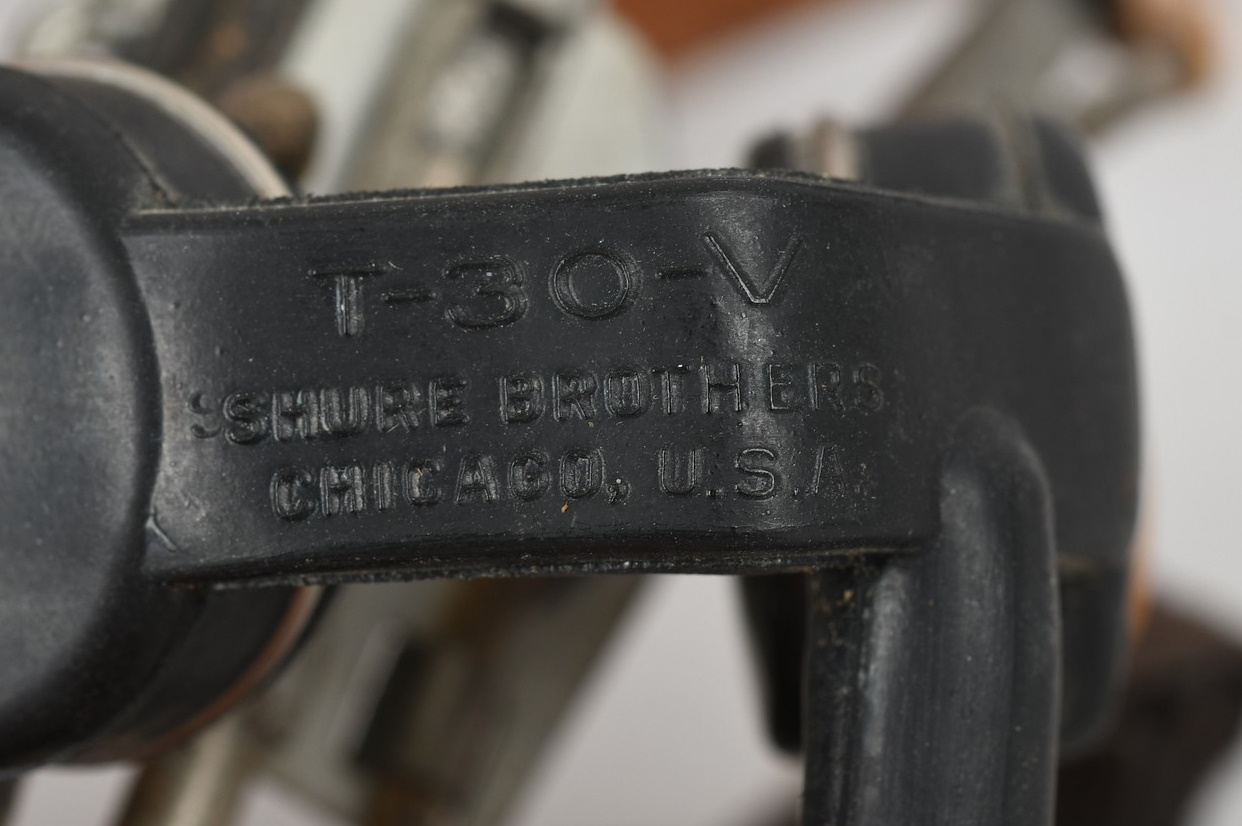 T-30-V
SHURE BROTHERS
CHICAGO, U.S.A.